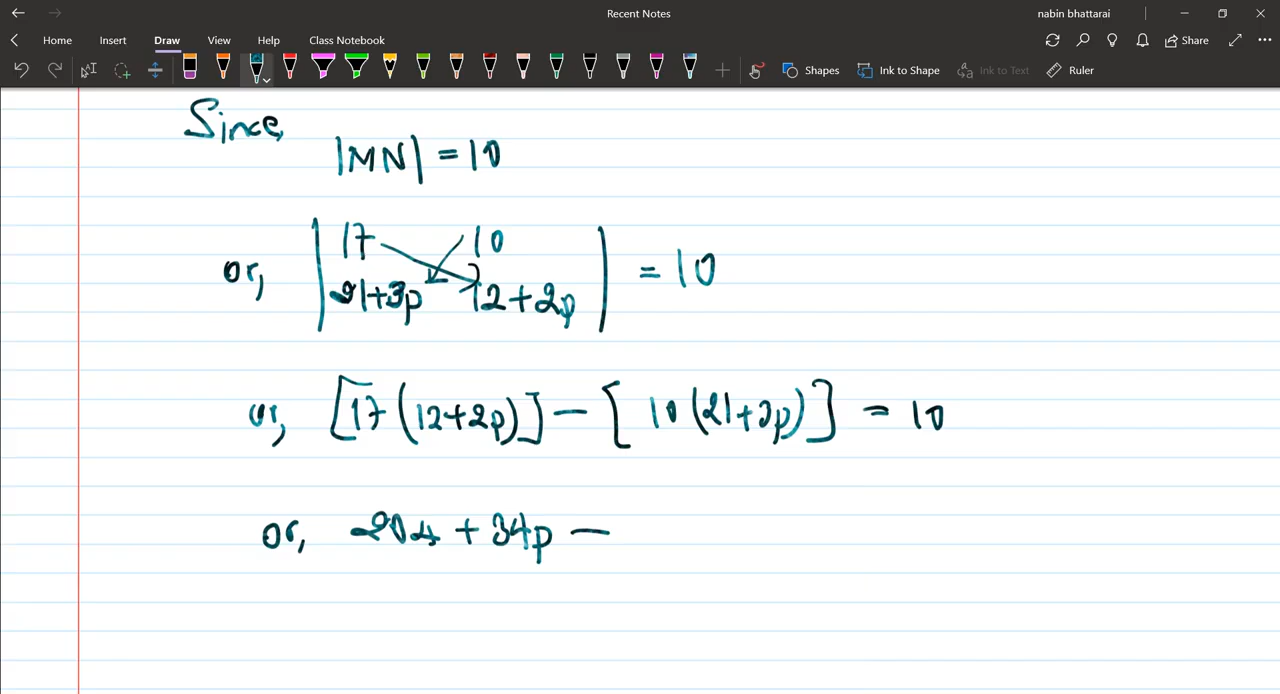 Recent Notes
nabin bhattarai
Home Insert Draw View Help Class Notebook
Share
Shapes Ink to Shape Ink to Text Ruler
Since,
|MN| = 10
or, | 17 10 |
| 21+3p 12+2p | = 10
or, [17(12+2p)] - [10(21+3p)] = 10
or, 204 + 34p -